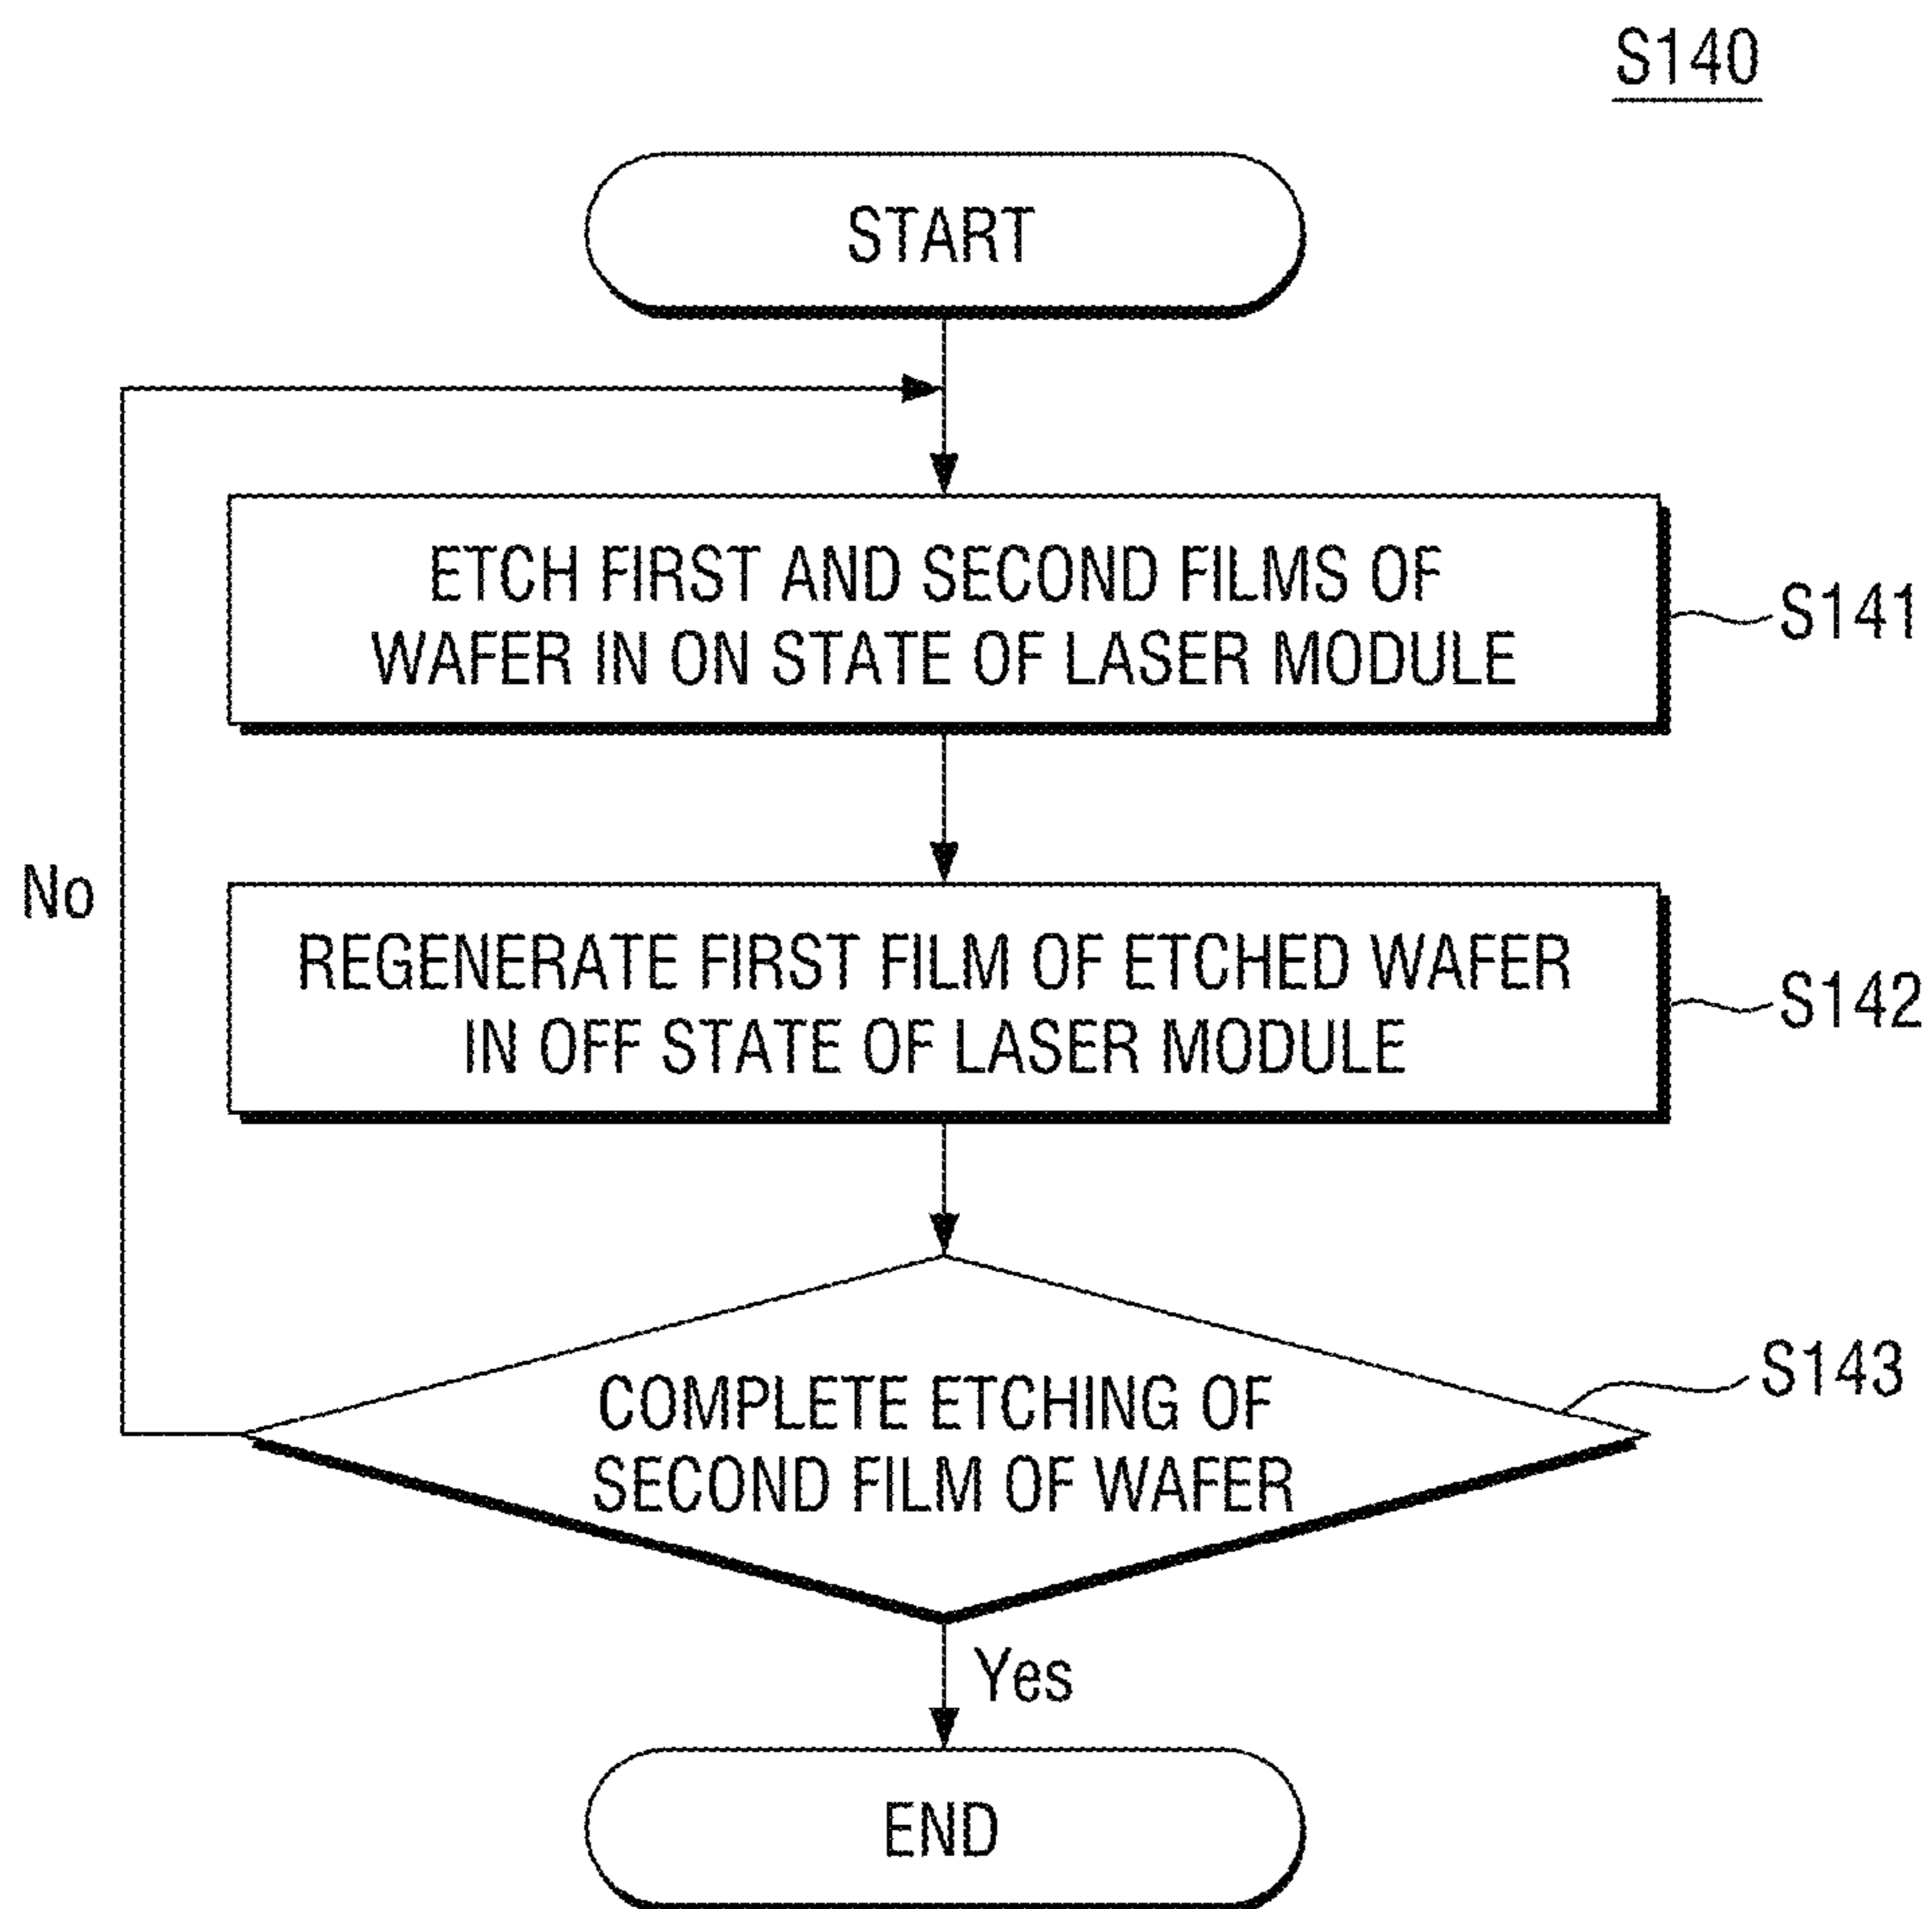 S140
START
ETCH FIRST AND SECOND FILMS OF
WAFER IN ON STATE OF LASER MODULE
S141
No
REGENERATE FIRST FILM OF ETCHED WAFER
IN OFF STATE OF LASER MODULE
S142
COMPLETE ETCHING OF
SECOND FILM OF WAFER
S143
Yes
END